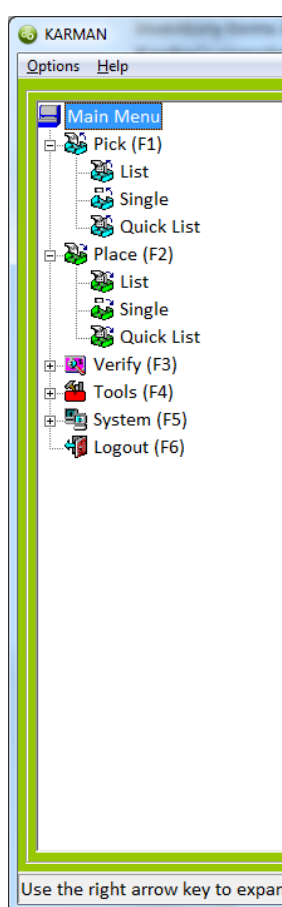 KARMAN
Options Help
Main Menu
Pick (F1)
List
Single
Quick List
Place (F2)
List
Single
Quick List
Verify (F3)
Tools (F4)
System (F5)
Logout (F6)
Use the right arrow key to expan